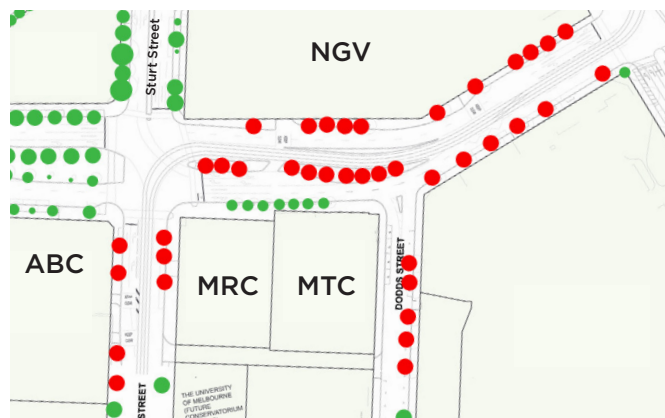 Sturt Street
NGV
ABC
MRC
MTC
DODDS STREET
STREET
THE UNIVERSITY
OF MELBOURNE
(FUTURE
CONSERVATORIUM